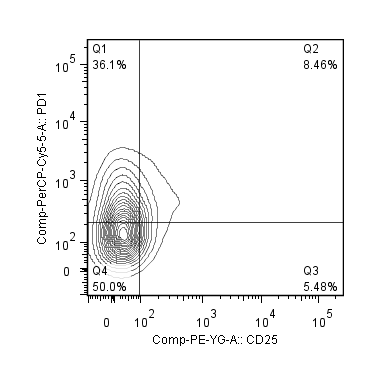 Q1
36.1%
Q2
8.46%
10^5
10^4
10^3
10^2
0
Comp-PerCP-Cy5-5-A:: PD1
Q4
50.0%
Q3
5.48%
0 10^2 10^3 10^4 10^5
Comp-PE-YG-A:: CD25